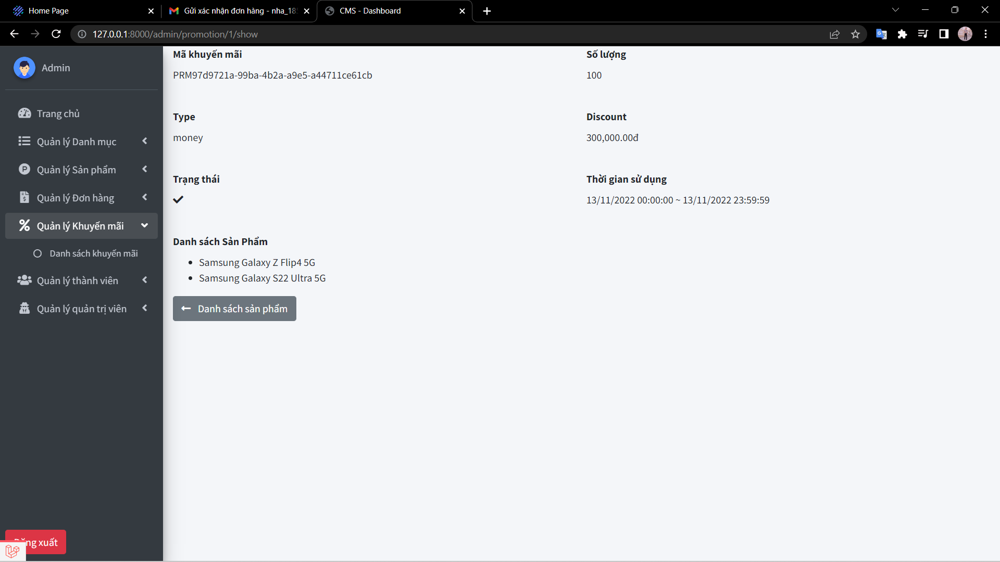 Home Page
Gửi xác nhận đơn hàng - nha_18
CMS - Dashboard
127.0.0.1:8000/admin/promotion/1/show
Admin
Trang chủ
Quản lý Danh mục
Quản lý Sản phẩm
Quản lý Đơn hàng
Quản lý Khuyến mãi
Danh sách khuyến mãi
Quản lý thành viên
Quản lý quản trị viên
Đăng xuất
Mã khuyến mãi
PRM97d9721a-99ba-4b2a-a9e5-a44711ce61cb
Số lượng
100
Type
money
Discount
300,000.00đ
Trạng thái
Thời gian sử dụng
13/11/2022 00:00:00 ~ 13/11/2022 23:59:59
Danh sách Sản Phẩm
Samsung Galaxy Z Flip4 5G
Samsung Galaxy S22 Ultra 5G
Danh sách sản phẩm